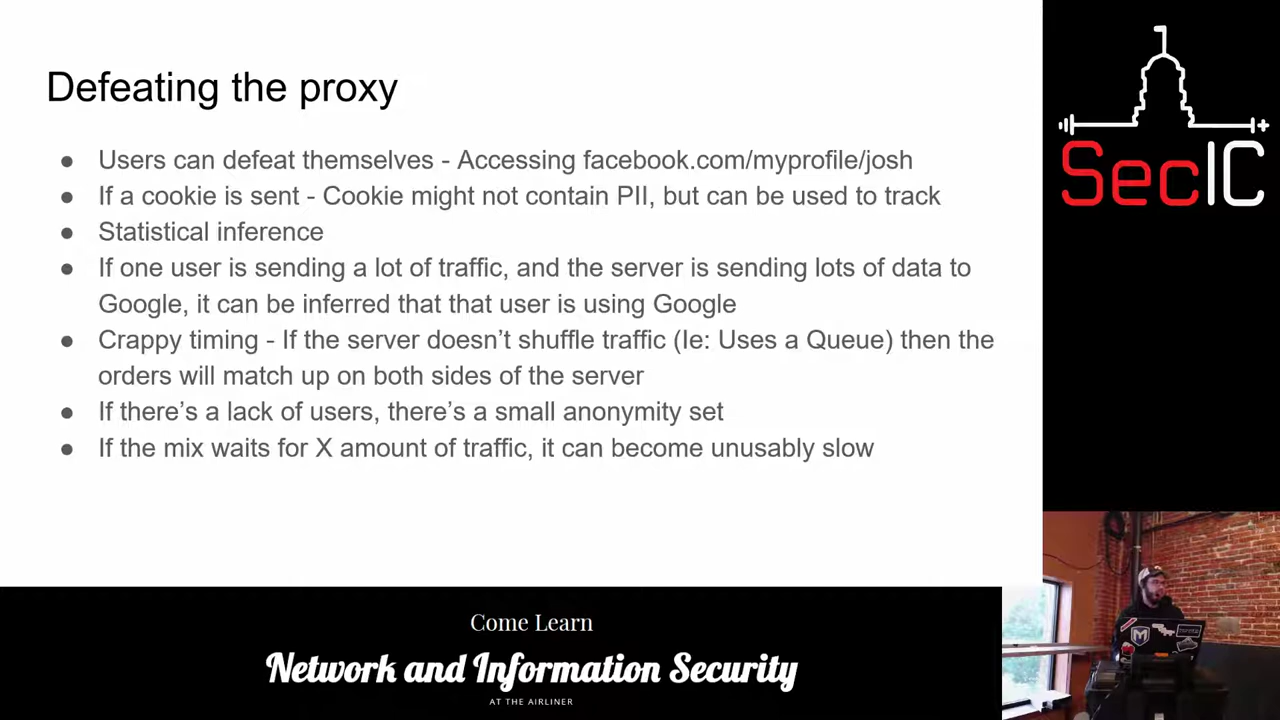 Defeating the proxy
● Users can defeat themselves - Accessing facebook.com/myprofile/josh
● If a cookie is sent - Cookie might not contain PII, but can be used to track
● Statistical inference
● If one user is sending a lot of traffic, and the server is sending lots of data to
Google, it can be inferred that that user is using Google
● Crappy timing - If the server doesn’t shuffle traffic (Ie: Uses a Queue) then the
orders will match up on both sides of the server
● If there’s a lack of users, there’s a small anonymity set
● If the mix waits for X amount of traffic, it can become unusably slow
SecIC
Come Learn
Network and Information Security
AT THE AIRLINER